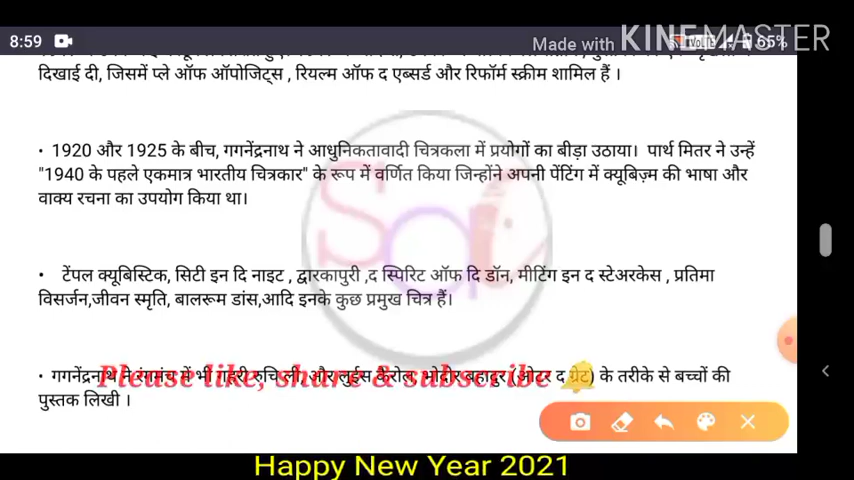 8:59
Made with KINEMASTER
65%
दिखाई दी, जिसमें प्ले ऑफ ऑपोजिट्स , रियल्म ऑफ द एब्सर्ड और रिफॉर्म स्क्रीम शामिल हैं ।
• 1920 और 1925 के बीच, गगनेंद्रनाथ ने आधुनिकतावादी चित्रकला में प्रयोगों का बीड़ा उठाया। पार्थ मितर ने उन्हें
"1940 के पहले एकमात्र भारतीय चित्रकार" के रूप में वर्णित किया जिन्होंने अपनी पेंटिंग में क्यूबिज़्म की भाषा और
वाक्य रचना का उपयोग किया था।
• टेंपल क्यूबिस्टिक, सिटी इन दि नाइट , द्वारकापुरी ,द स्पिरिट ऑफ दि डॉन, मीटिंग इन द स्टेअरकेस , प्रतिमा
विसर्जन,जीवन स्मृति, बालरूम डांस,आदि इनके कुछ प्रमुख चित्र हैं।
• गगनेंद्रनाथ ने रंगमंच में भी गहरी रुचि ली, और लुईस कैरोल, भोदोर बहादुर (ओटर द ग्रेट) के तरीके से बच्चों की
Please like, share & subscribe
पुस्तक लिखी ।
Happy New Year 2021